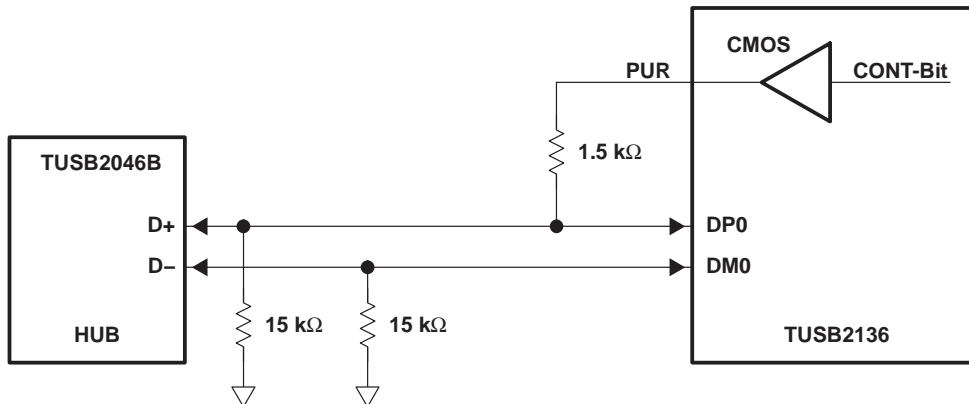 CMOS
PUR
CONT-Bit
1.5 kΩ
TUSB2046B
D+
DP0
D−
DM0
15 kΩ
15 kΩ
HUB
TUSB2136